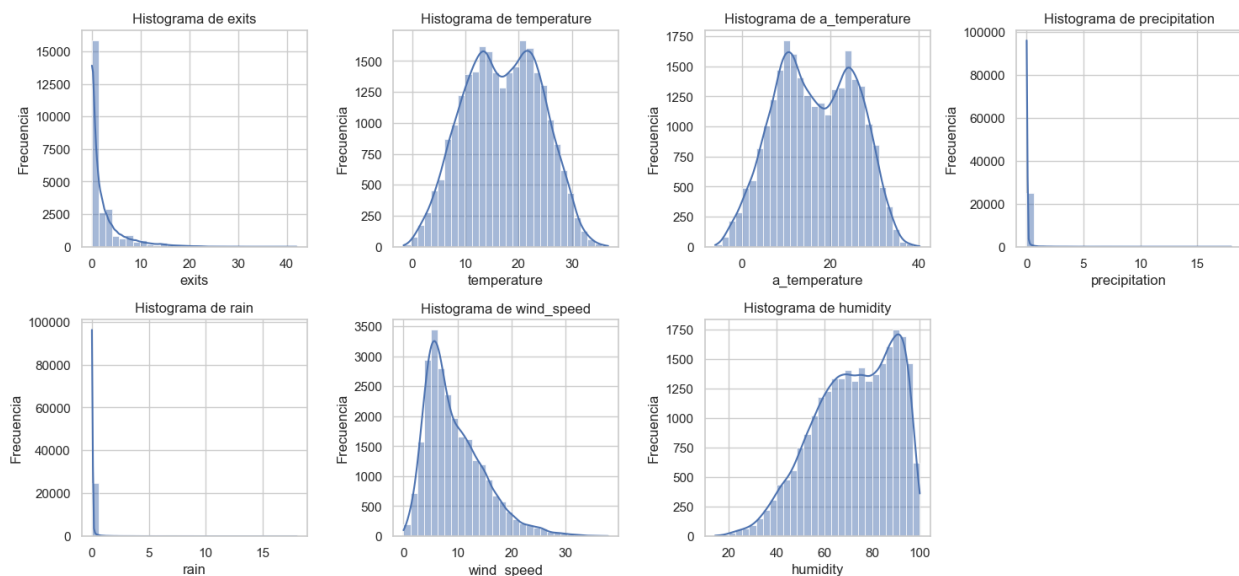 Histograma de exits
Frecuencia
15000
12500
10000
7500
5000
2500
0
0 10 20 30 40
exits
Histograma de temperature
Frecuencia
1500
1250
1000
750
500
250
0
0 10 20 30
temperature
Histograma de a_temperature
Frecuencia
1750
1500
1250
1000
750
500
250
0
0 20 40
a_temperature
Histograma de precipitation
Frecuencia
100000
80000
60000
40000
20000
0
0 5 10 15
precipitation
Histograma de rain
Frecuencia
100000
80000
60000
40000
20000
0
0 5 10 15
rain
Histograma de wind_speed
Frecuencia
3500
3000
2500
2000
1500
1000
500
0
0 10 20 30
wind_speed
Histograma de humidity
Frecuencia
1750
1500
1250
1000
750
500
250
0
20 40 60 80 100
humidity